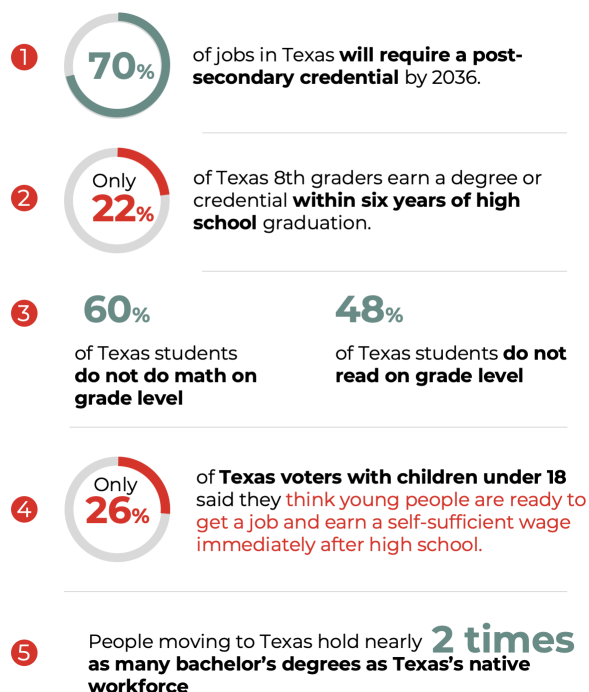 1
70%
of jobs in Texas will require a post-
secondary credential by 2036.
2
Only
22%
of Texas 8th graders earn a degree or
credential within six years of high
school graduation.
3
60%
of Texas students
do not do math on
grade level
48%
of Texas students do not
read on grade level
4
Only
26%
of Texas voters with children under 18
said they think young people are ready to
get a job and earn a self-sufficient wage
immediately after high school.
5
People moving to Texas hold nearly 2 times
as many bachelor’s degrees as Texas’s native
workforce